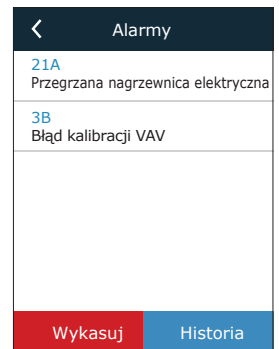 Alarmy
21A
Przegrzana nagrzewnica elektryczna
3B
Błąd kalibracji VAV
Wykasuj
Historia